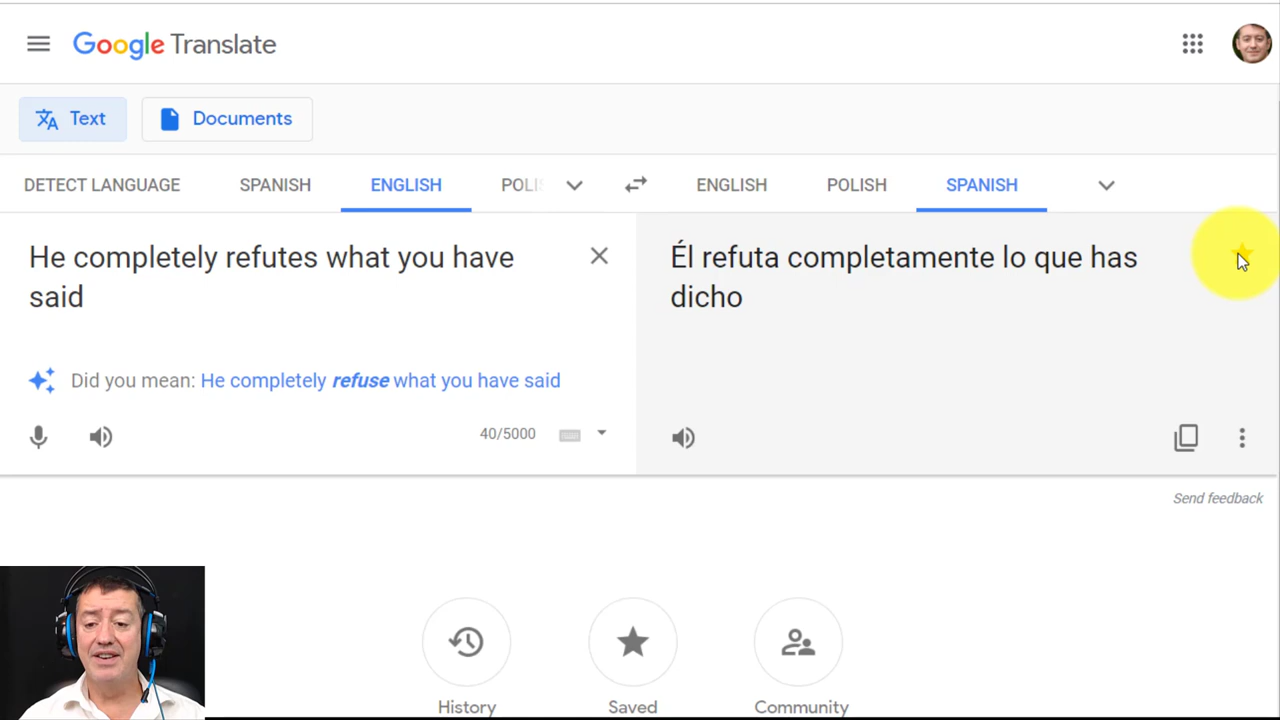 Google Translate
Text
Documents
DETECT LANGUAGE
SPANISH
ENGLISH
POLIS
ENGLISH
POLISH
SPANISH
He completely refutes what you have
said
Él refuta completamente lo que has
dicho
Did you mean: He completely refuse what you have said
40/5000
Send feedback
History
Saved
Community